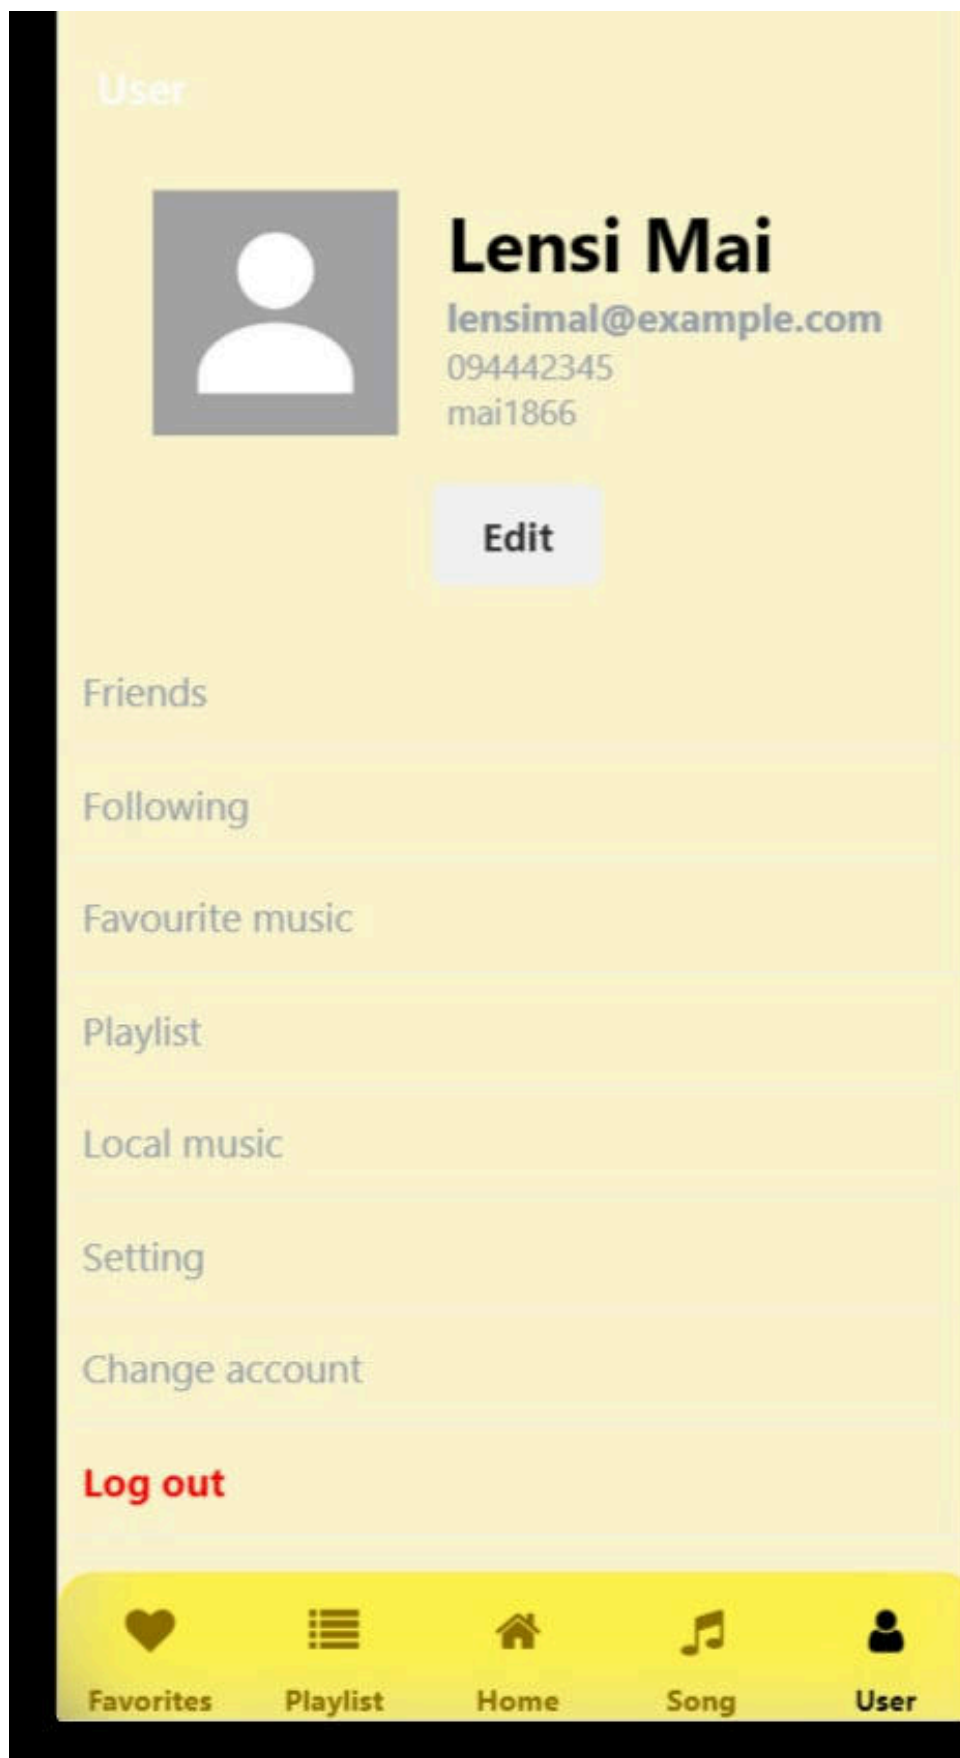 User
Lensi Mai
lensimal@example.com
094442345
mai1866
Edit
Friends
Following
Favourite music
Playlist
Local music
Setting
Change account
Log out
Favorites Playlist Home Song User